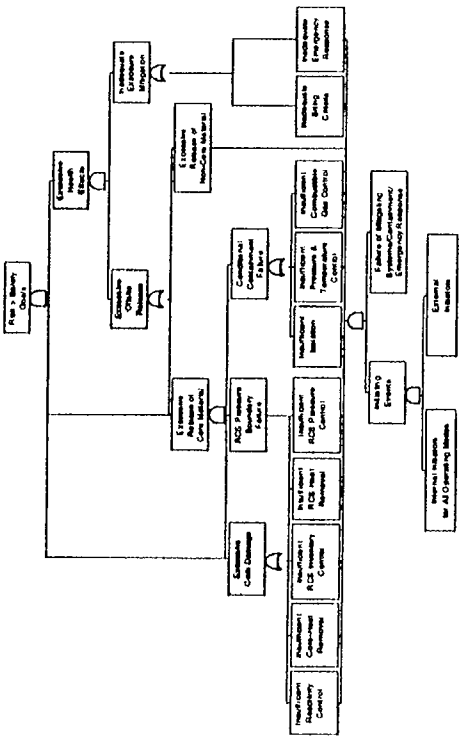 Risk > Safety
Goals
Excessive
Health
Effects
Inadequate
Exposure
Mitigation
Excessive
Offsite
Release
Excessive
Release of
Core Material
Excessive
Release of
Non-Core Material
Excessive
Core Damage
RCS Pressure
Boundary
Failure
Conditional
Containment
Failure
Insufficient
Reactivity
Control
Insufficient
Core-Heat
Removal
Insufficient
RCS Inventory
Control
Insufficient
RCS Heat
Removal
Insufficient
RCS Pressure
Control
Insufficient
Isolation
Insufficient
Pressure &
Temperature
Control
Insufficient
Combustible
Gas Control
Inadequate
Siting
Criteria
Inadequate
Emergency
Response
Initiating
Events
Failure of Mitigating
Systems/Containment/
Emergency Response
Internal Initiators
for All Operating Modes
External
Initiators